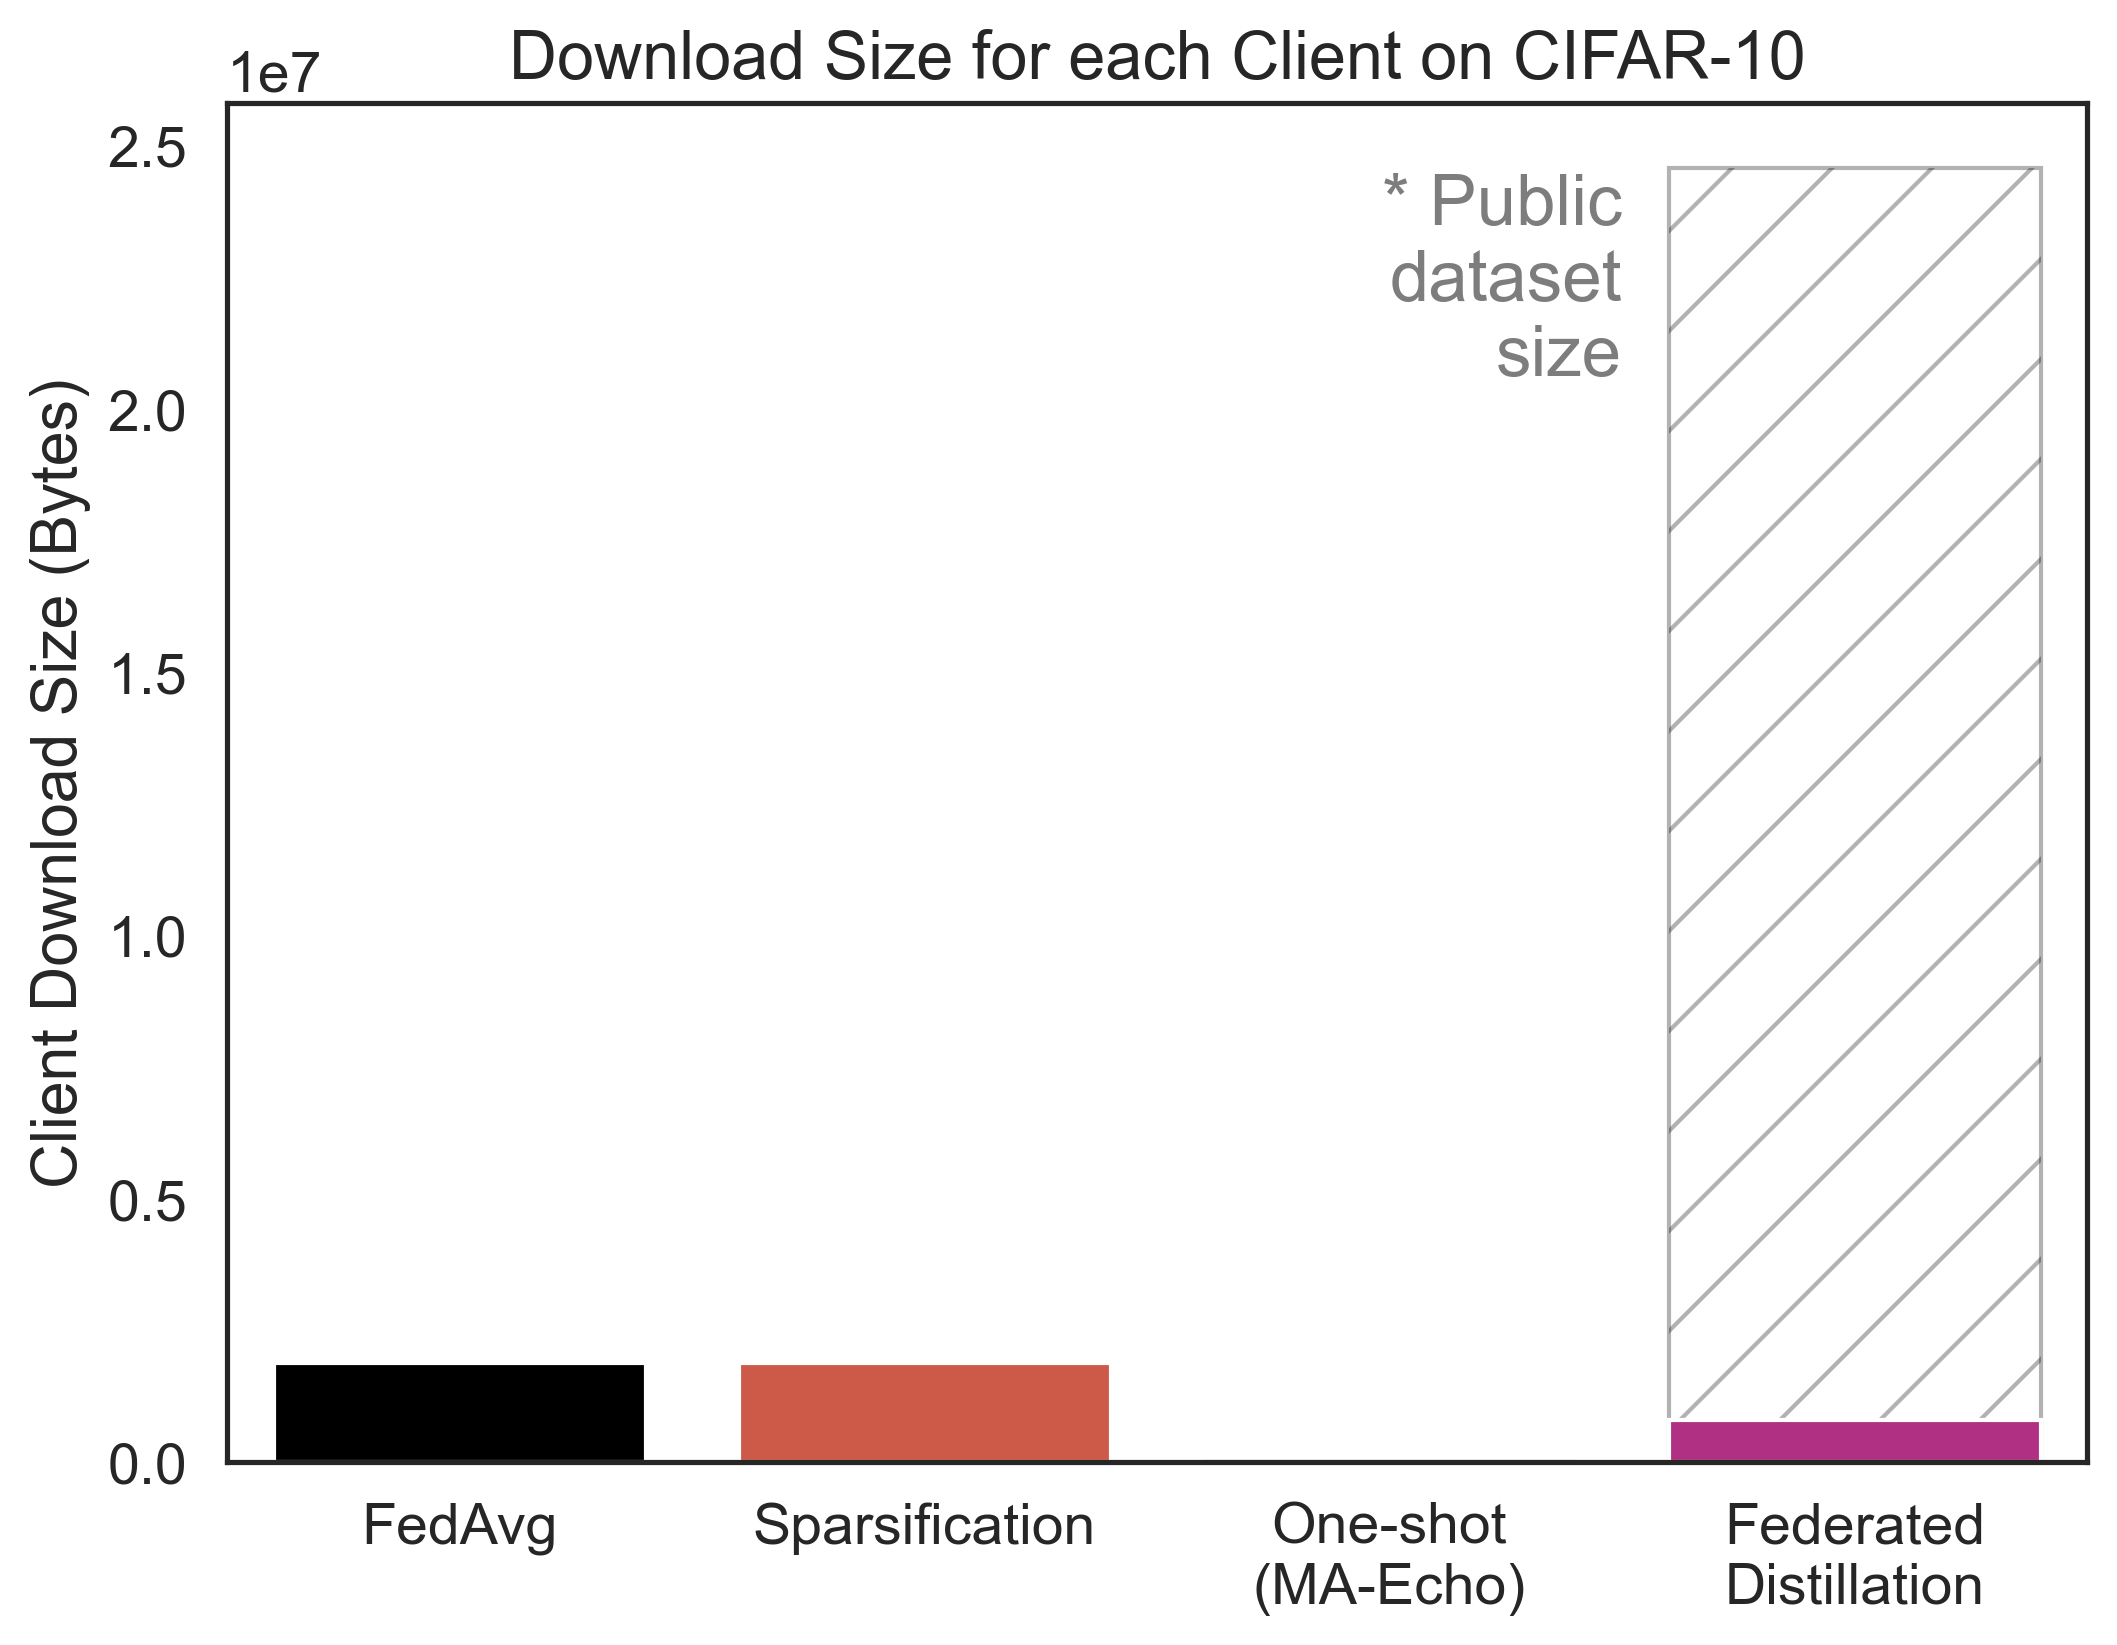 Download Size for each Client on CIFAR-10
1e7
2.5
2.0
1.5
1.0
0.5
0.0
Client Download Size (Bytes)
* Public
dataset
size
FedAvg
Sparsification
One-shot
(MA-Echo)
Federated
Distillation